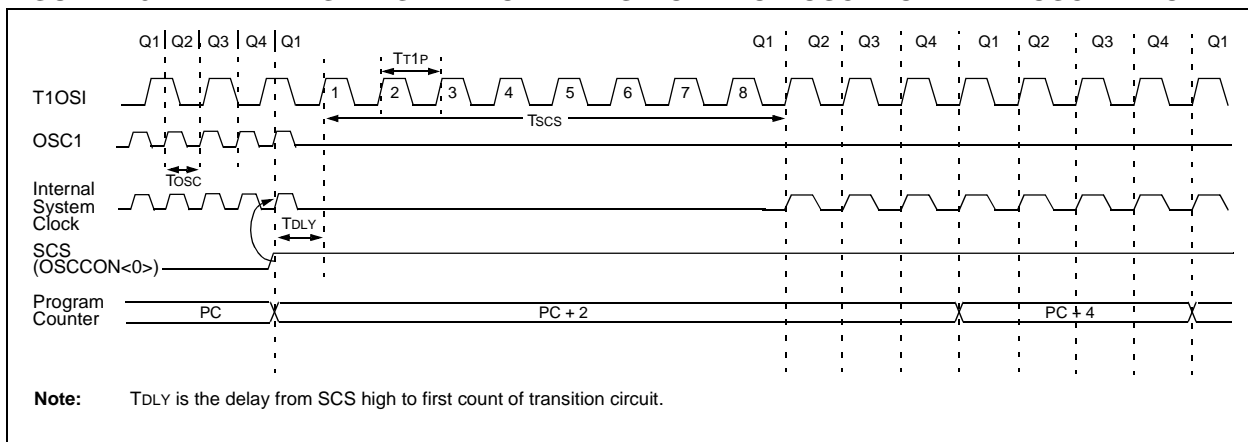 Q1 Q2 Q3 Q4 Q1 Q1 Q2 Q3 Q4 Q1 Q2 Q3 Q4 Q1
TT1P
T1OSI
1 2 3 4 5 6 7 8
TSCS
OSC1
TOSC
Internal
System
Clock
TDLY
SCS
(OSCCON<0>)
Program
Counter
PC PC + 2 PC + 4
Note: TDLY is the delay from SCS high to first count of transition circuit.